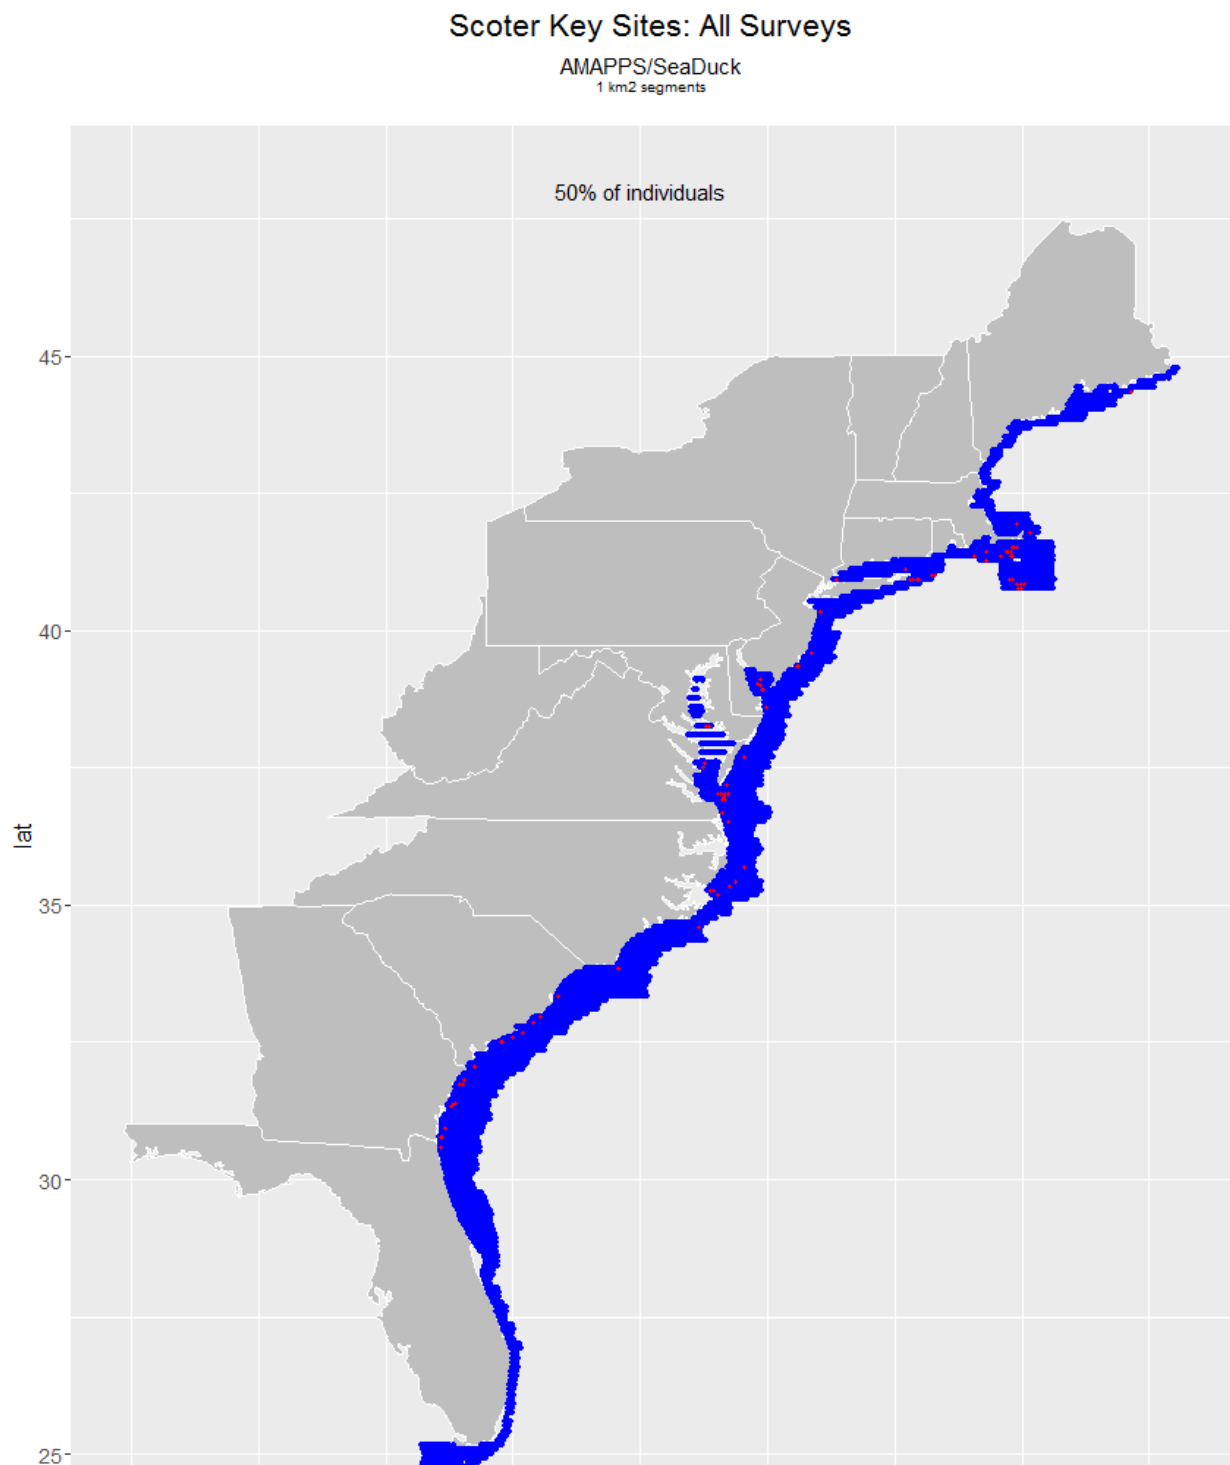 Scoter Key Sites: All Surveys
AMAPPS/SeaDuck
1 km2 segments
50% of individuals
45
40
lat
35
30
25